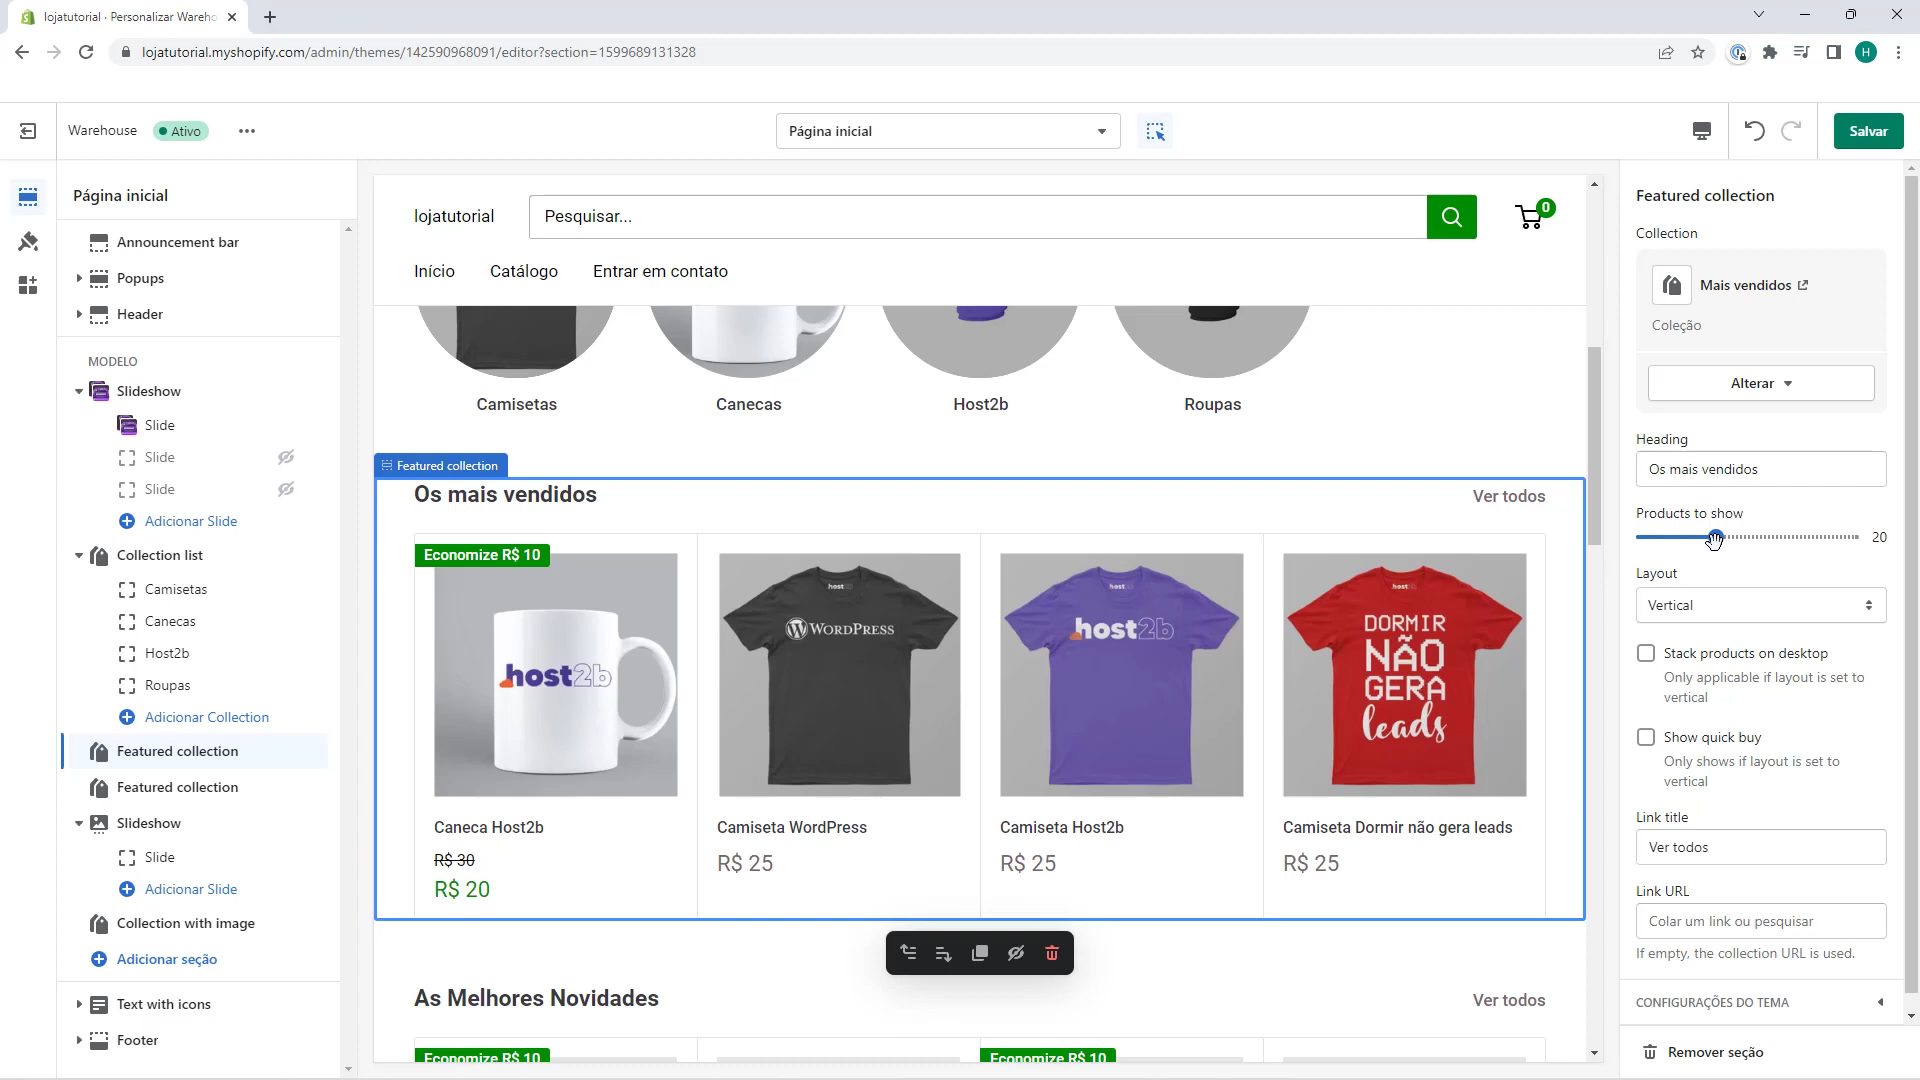 lojatutorial · Personalizar Wareho
lojatutorial.myshopify.com/admin/themes/142590968091/editor?section=1599689131328
H
Warehouse
Ativo
Página inicial
Salvar
Página inicial
Announcement bar
Popups
Header
MODELO
Slideshow
Slide
Slide
Slide
Adicionar Slide
Collection list
Camisetas
Canecas
Host2b
Roupas
Adicionar Collection
Featured collection
Featured collection
Slideshow
Slide
Adicionar Slide
Collection with image
Adicionar seção
Text with icons
Footer
lojatutorial
Pesquisar...
0
Início
Catálogo
Entrar em contato
Camisetas
Canecas
Host2b
Roupas
Featured collection
Os mais vendidos
Ver todos
Economize R$ 10
host2b
host
WORDPRESS
host
host2b
host
DORMIR
NÃO
GERA
leads
Caneca Host2b
R$ 30
R$ 20
Camiseta WordPress
R$ 25
Camiseta Host2b
R$ 25
Camiseta Dormir não gera leads
R$ 25
As Melhores Novidades
Ver todos
Economize R$ 10
Economize R$ 10
Featured collection
Collection
Mais vendidos
Coleção
Alterar
Heading
Os mais vendidos
Products to show
20
Layout
Vertical
Stack products on desktop
Only applicable if layout is set to
vertical
Show quick buy
Only shows if layout is set to
vertical
Link title
Ver todos
Link URL
Colar um link ou pesquisar
If empty, the collection URL is used.
CONFIGURAÇÕES DO TEMA
Remover seção